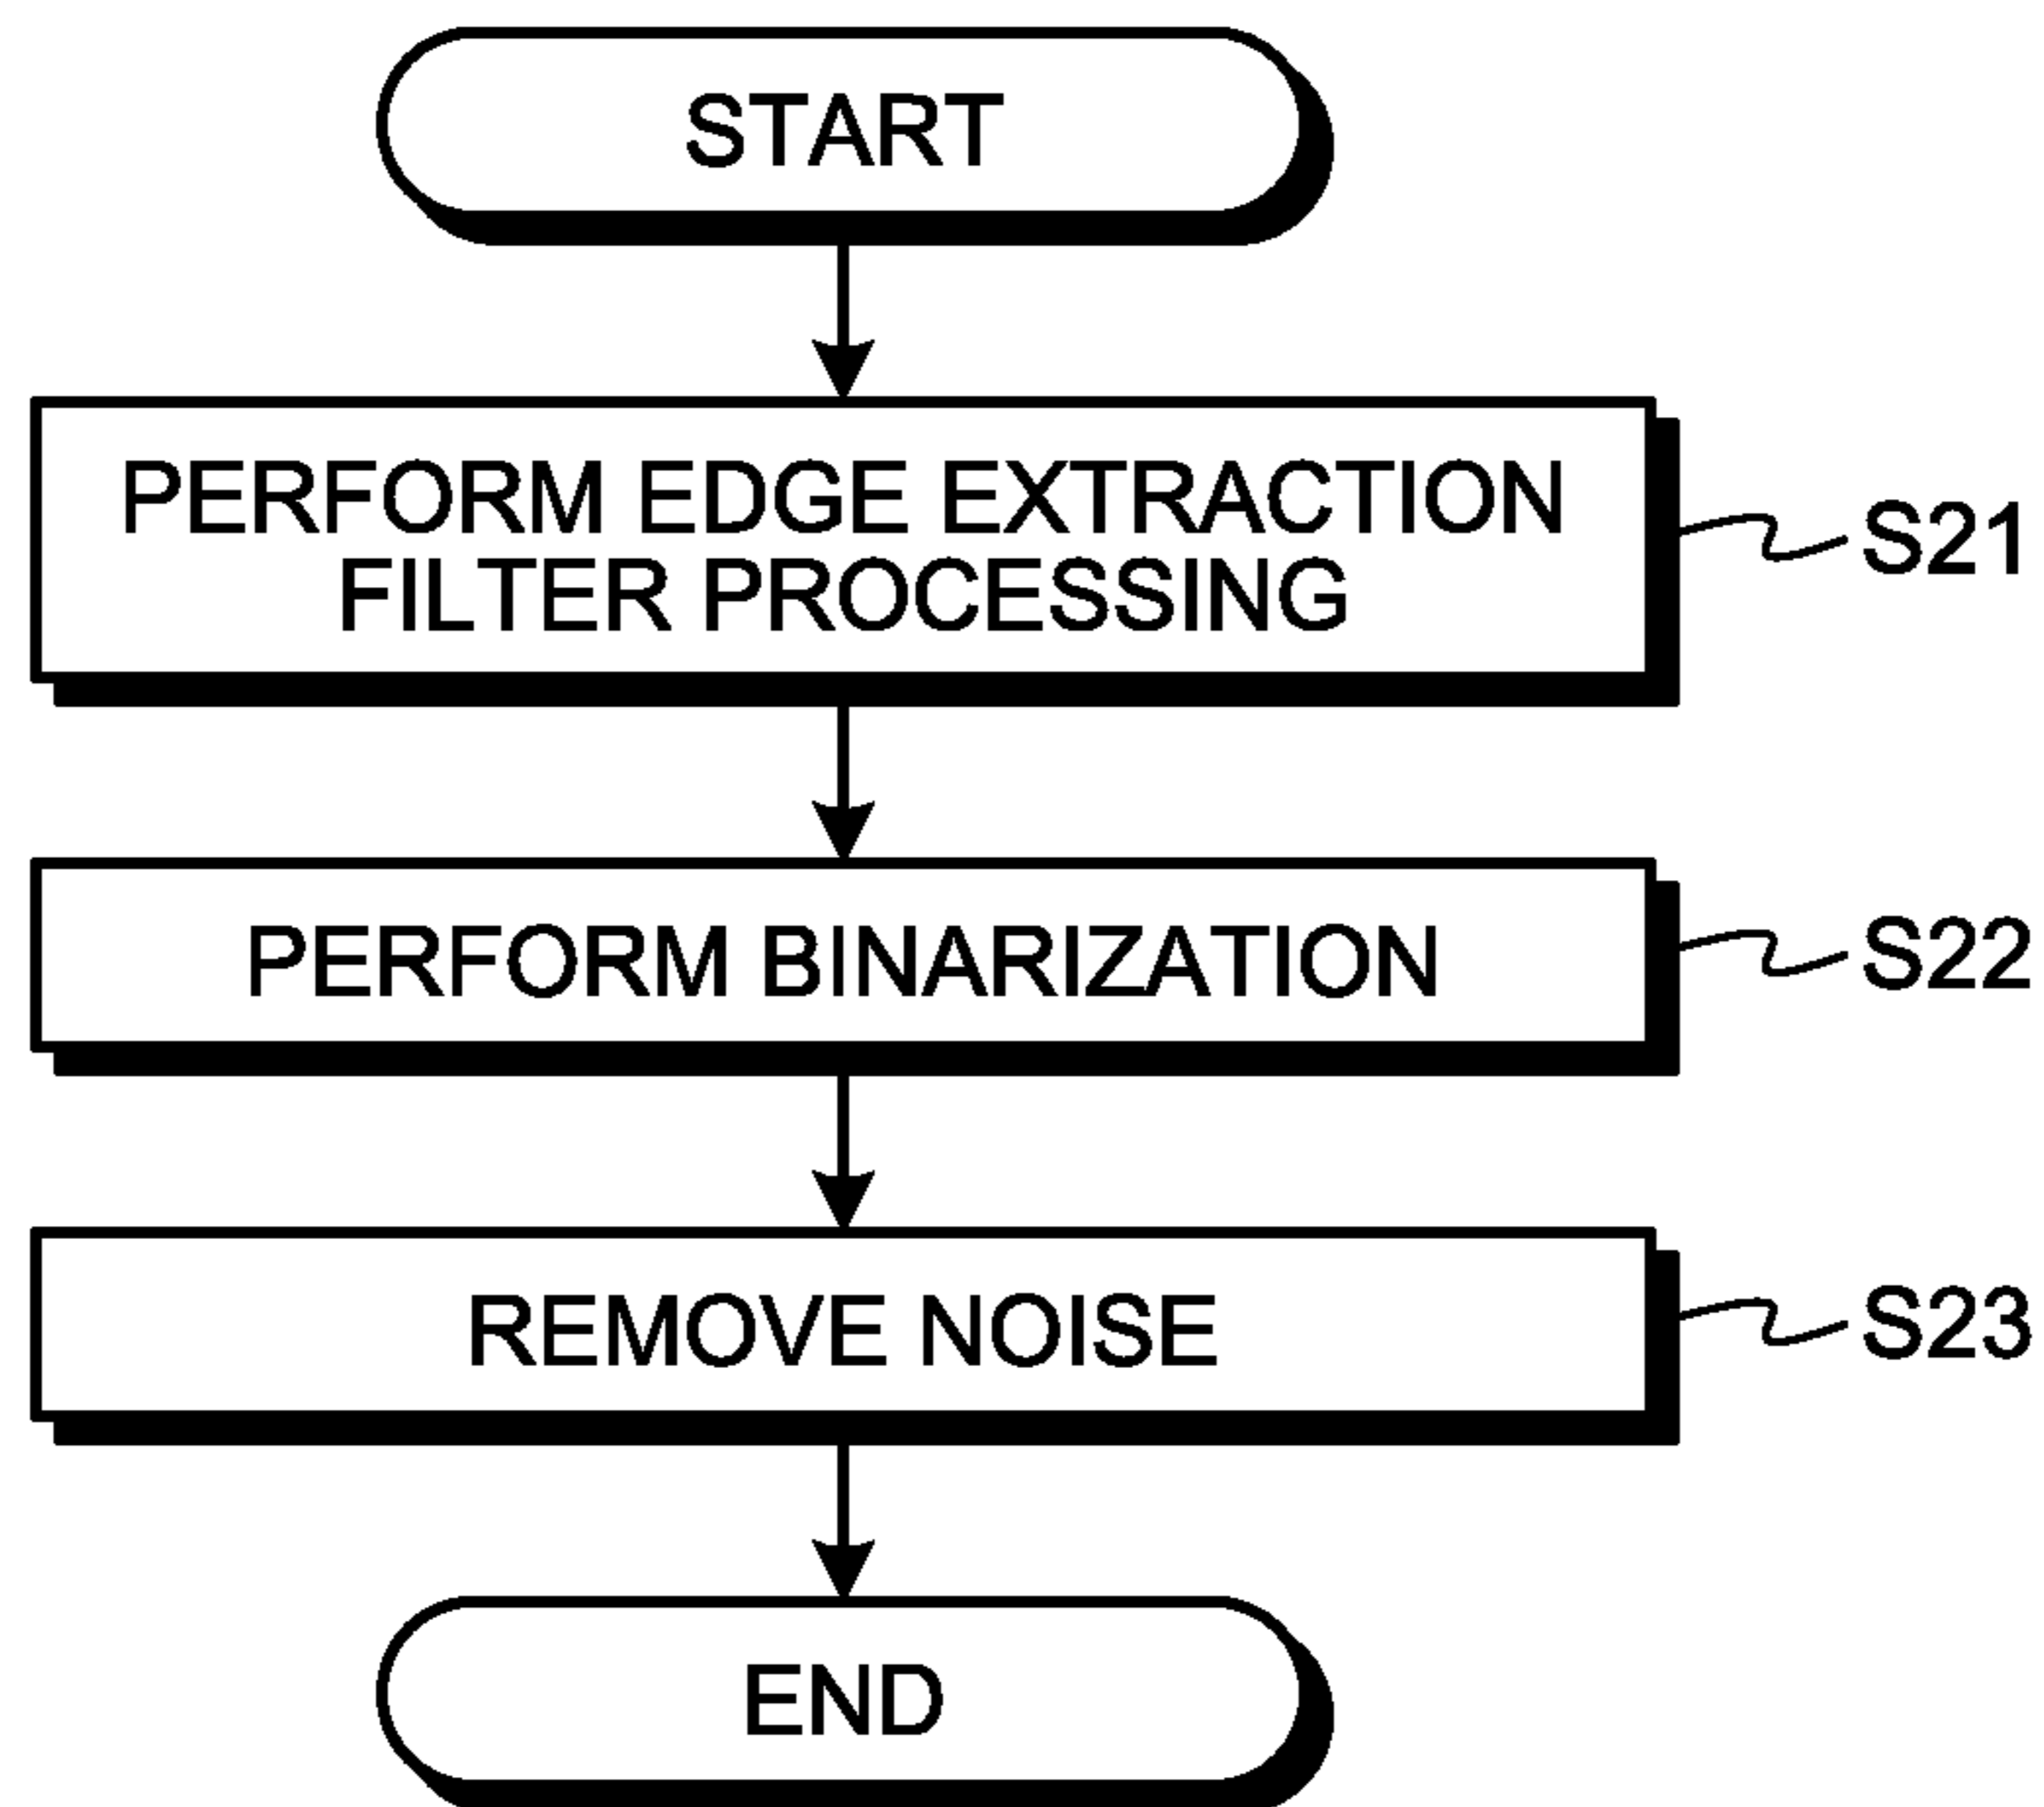 START
PERFORM EDGE EXTRACTION
FILTER PROCESSING
S21
PERFORM BINARIZATION
S22
REMOVE NOISE
S23
END